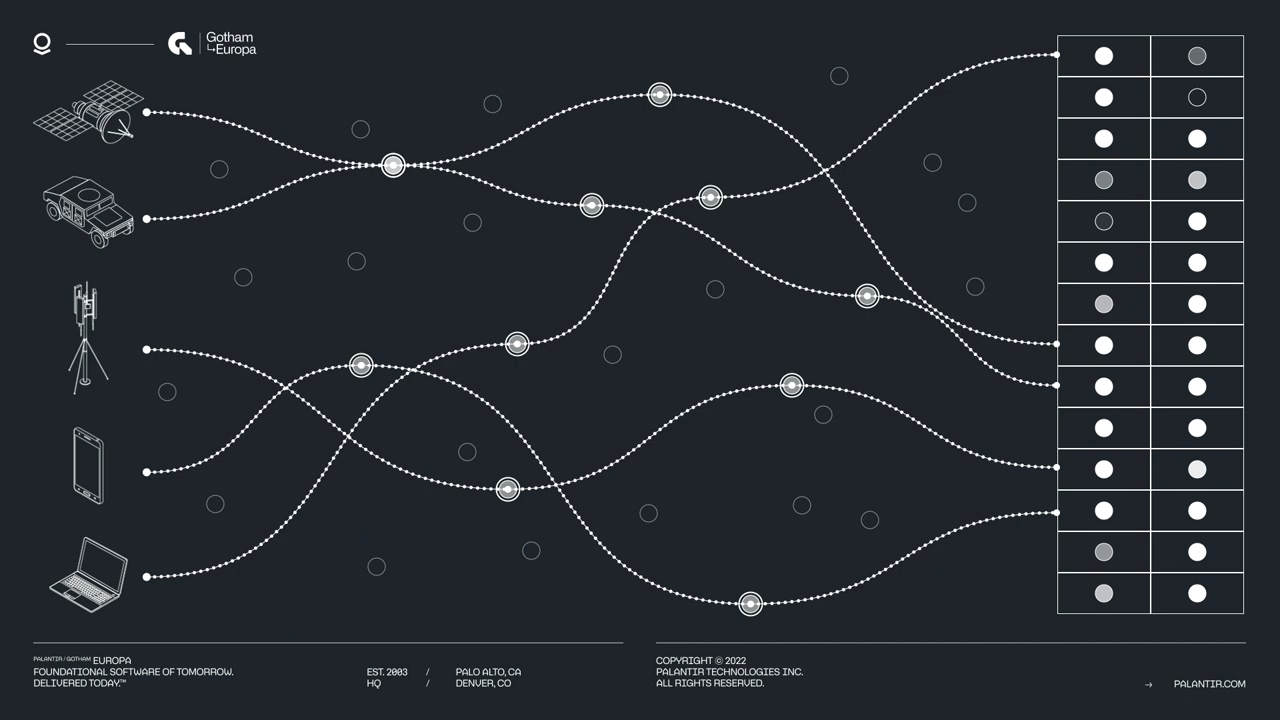 Gotham
↳Europa
PALANTIR / GOTHAM EUROPA
FOUNDATIONAL SOFTWARE OF TOMORROW.
DELIVERED TODAY.™
EST. 2003 / PALO ALTO, CA
HQ / DENVER, CO
COPYRIGHT © 2022
PALANTIR TECHNOLOGIES INC.
ALL RIGHTS RESERVED.
→ PALANTIR.COM